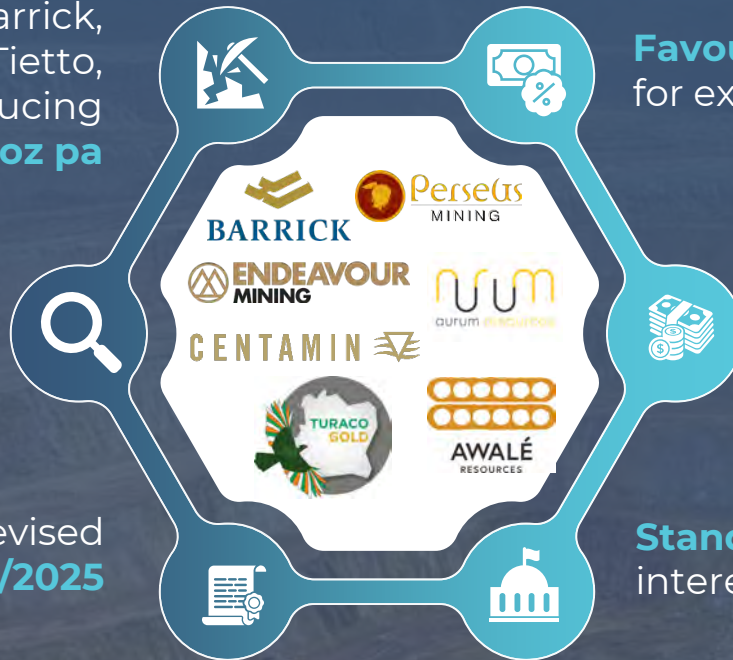 arrick,
Tietto,
ucing
oz pa
Favou
for ex
BARRICK
Perseus
MINING
ENDEAVOUR
MINING
aurum
CENTAMIN
TURACO
GOLD
AWALÉ
RESOURCES
evised
/2025
Stand
intere